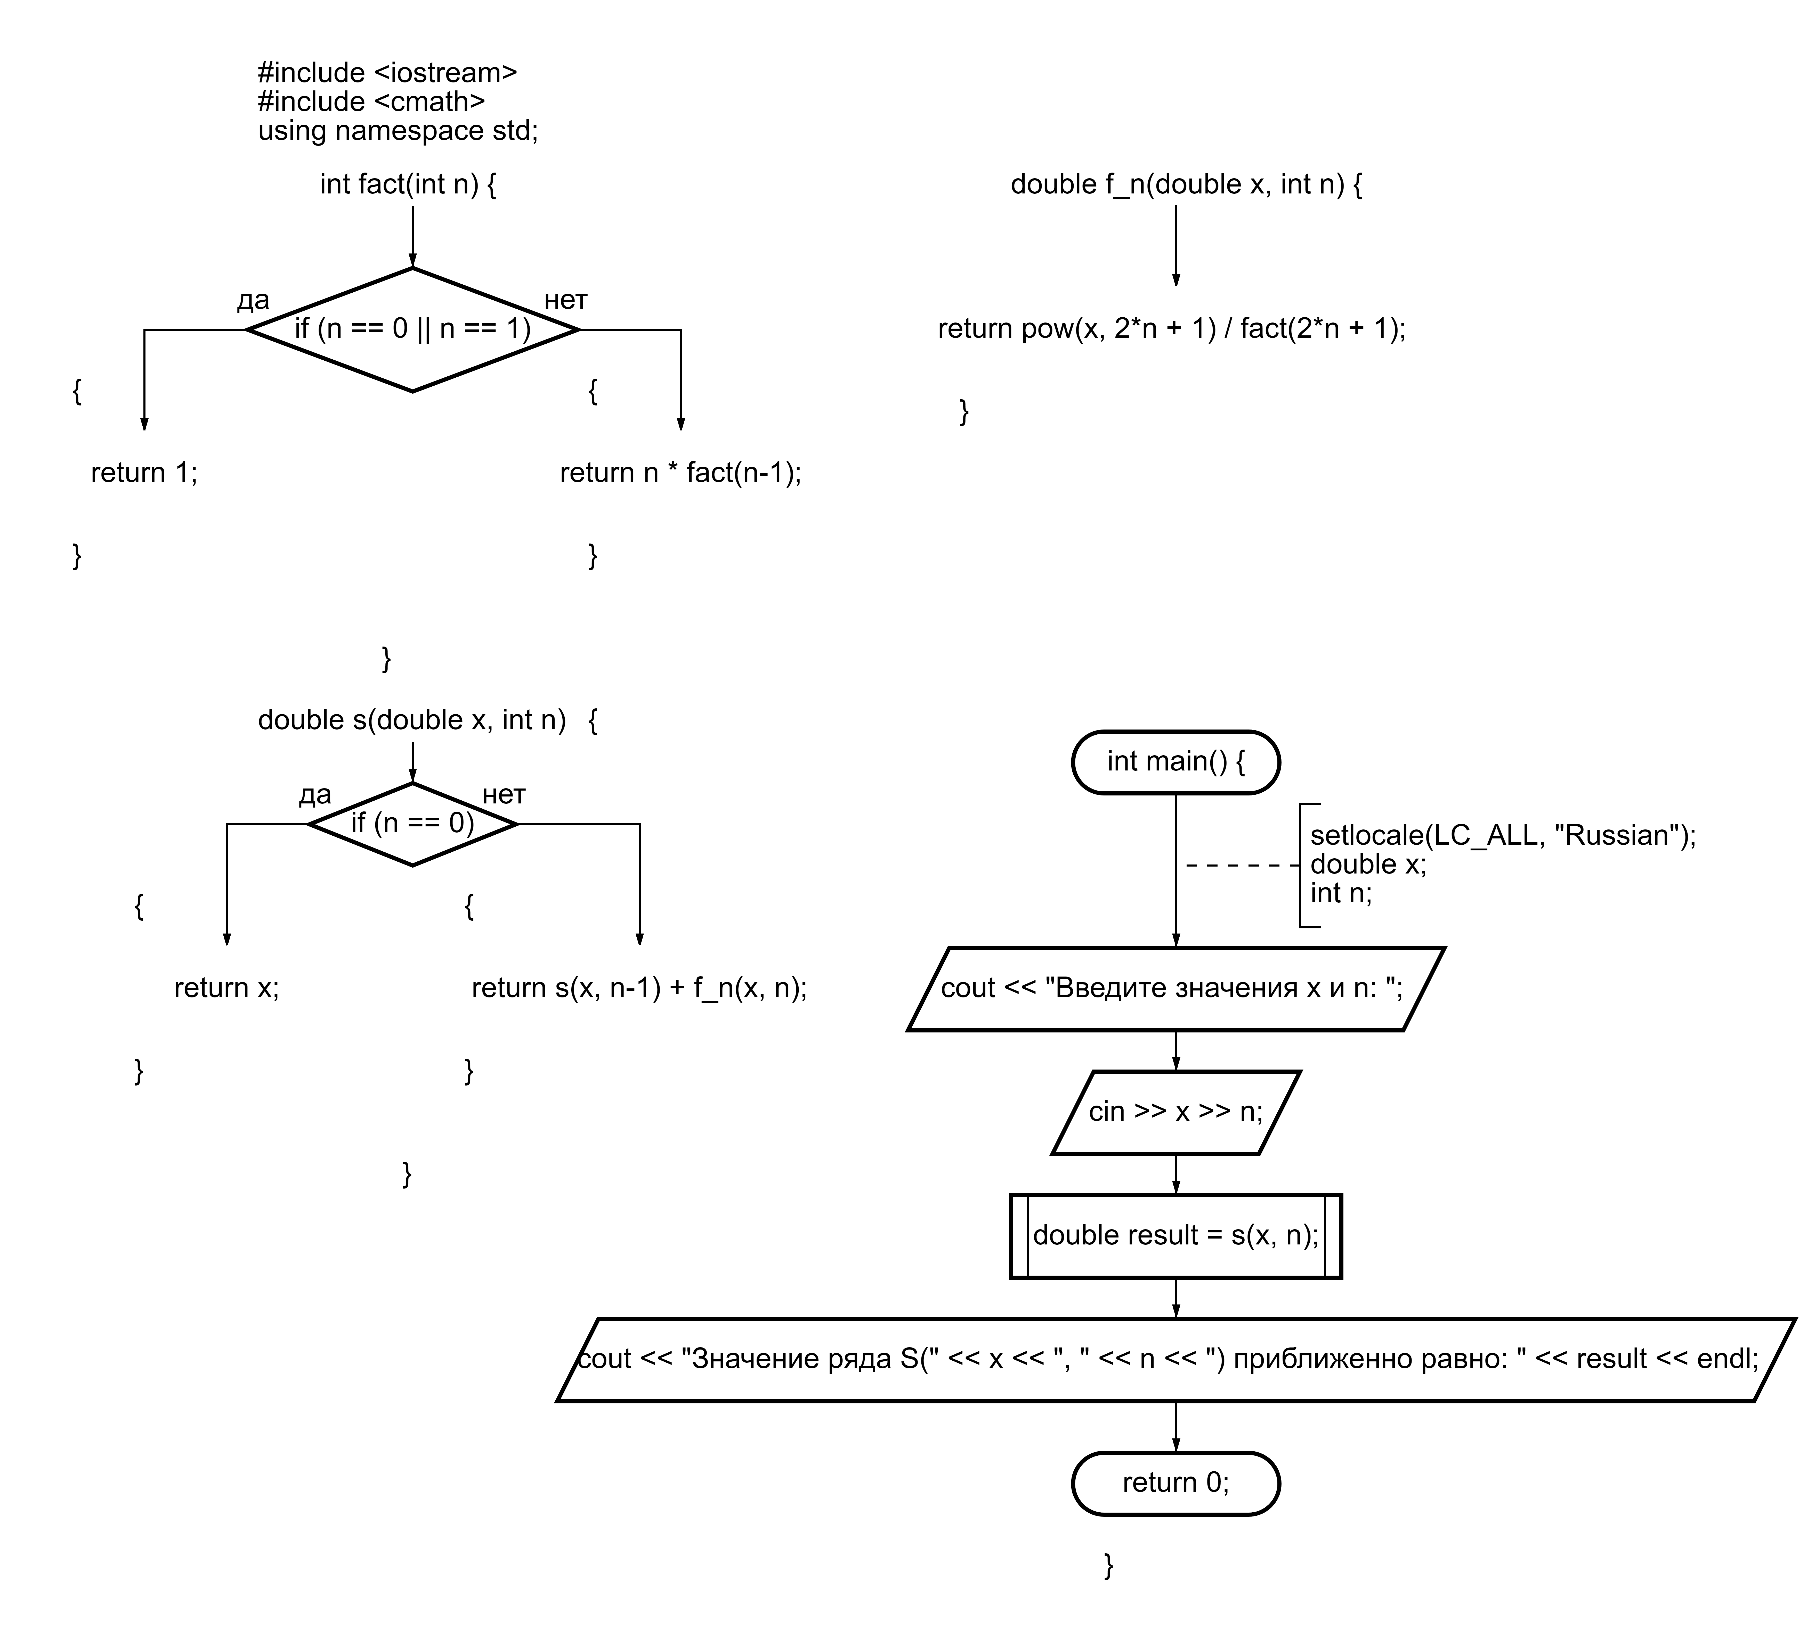 #include <iostream>
#include <cmath>
using namespace std;
int fact(int n) {
да
нет
if (n == 0 || n == 1)
{
{
return 1;
return n * fact(n-1);
}
}
}
double f_n(double x, int n) {
return pow(x, 2*n + 1) / fact(2*n + 1);
}
double s(double x, int n) {
да
нет
if (n == 0)
{
{
return x;
return s(x, n-1) + f_n(x, n);
}
}
}
int main() {
setlocale(LC_ALL, "Russian");
double x;
int n;
cout << "Введите значения x и n: ";
cin >> x >> n;
double result = s(x, n);
cout << "Значение ряда S(" << x << ", " << n << ") приближенно равно: " << result << endl;
return 0;
}